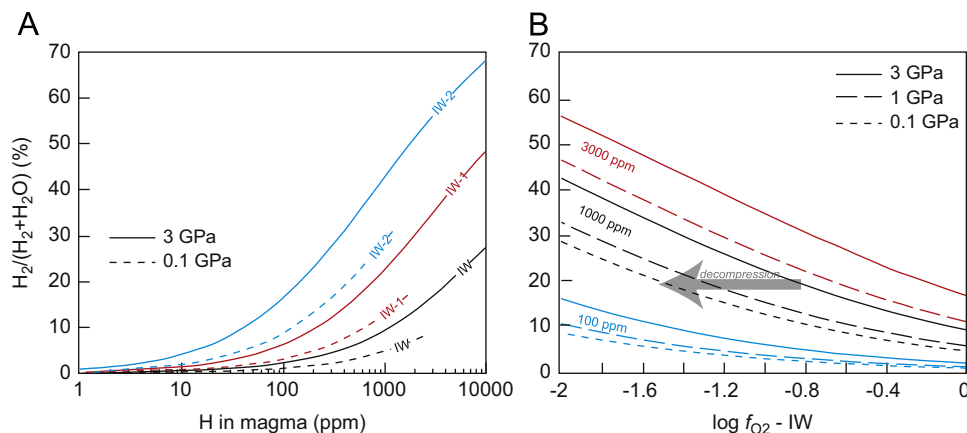 A
H2/(H2+H2O) (%)
70
60
50
40
30
20
10
0
IW-2
IW-1
IW
IW-2
IW-1
IW
3 GPa
0.1 GPa
1
10
100
1000
10000
H in magma (ppm)
B
70
60
50
40
30
20
10
0
3 GPa
1 GPa
0.1 GPa
3000 ppm
1000 ppm
decompression
100 ppm
-2
-1.6
-1.2
-0.8
-0.4
0
log fO2 - IW